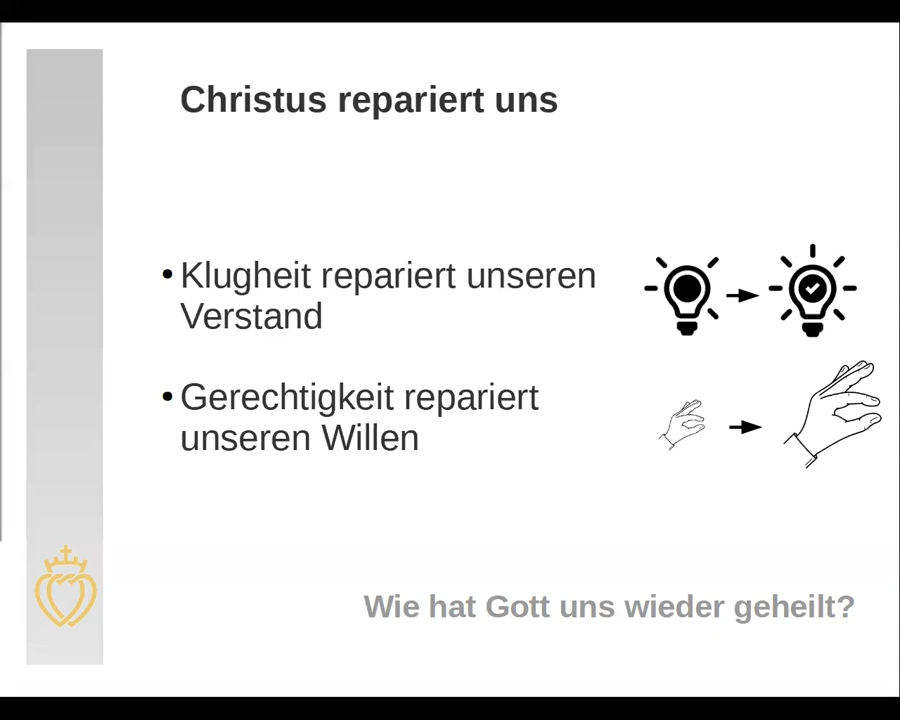 Christus repariert uns
• Klugheit repariert unseren
Verstand
• Gerechtigkeit repariert
unseren Willen
Wie hat Gott uns wieder geheilt?